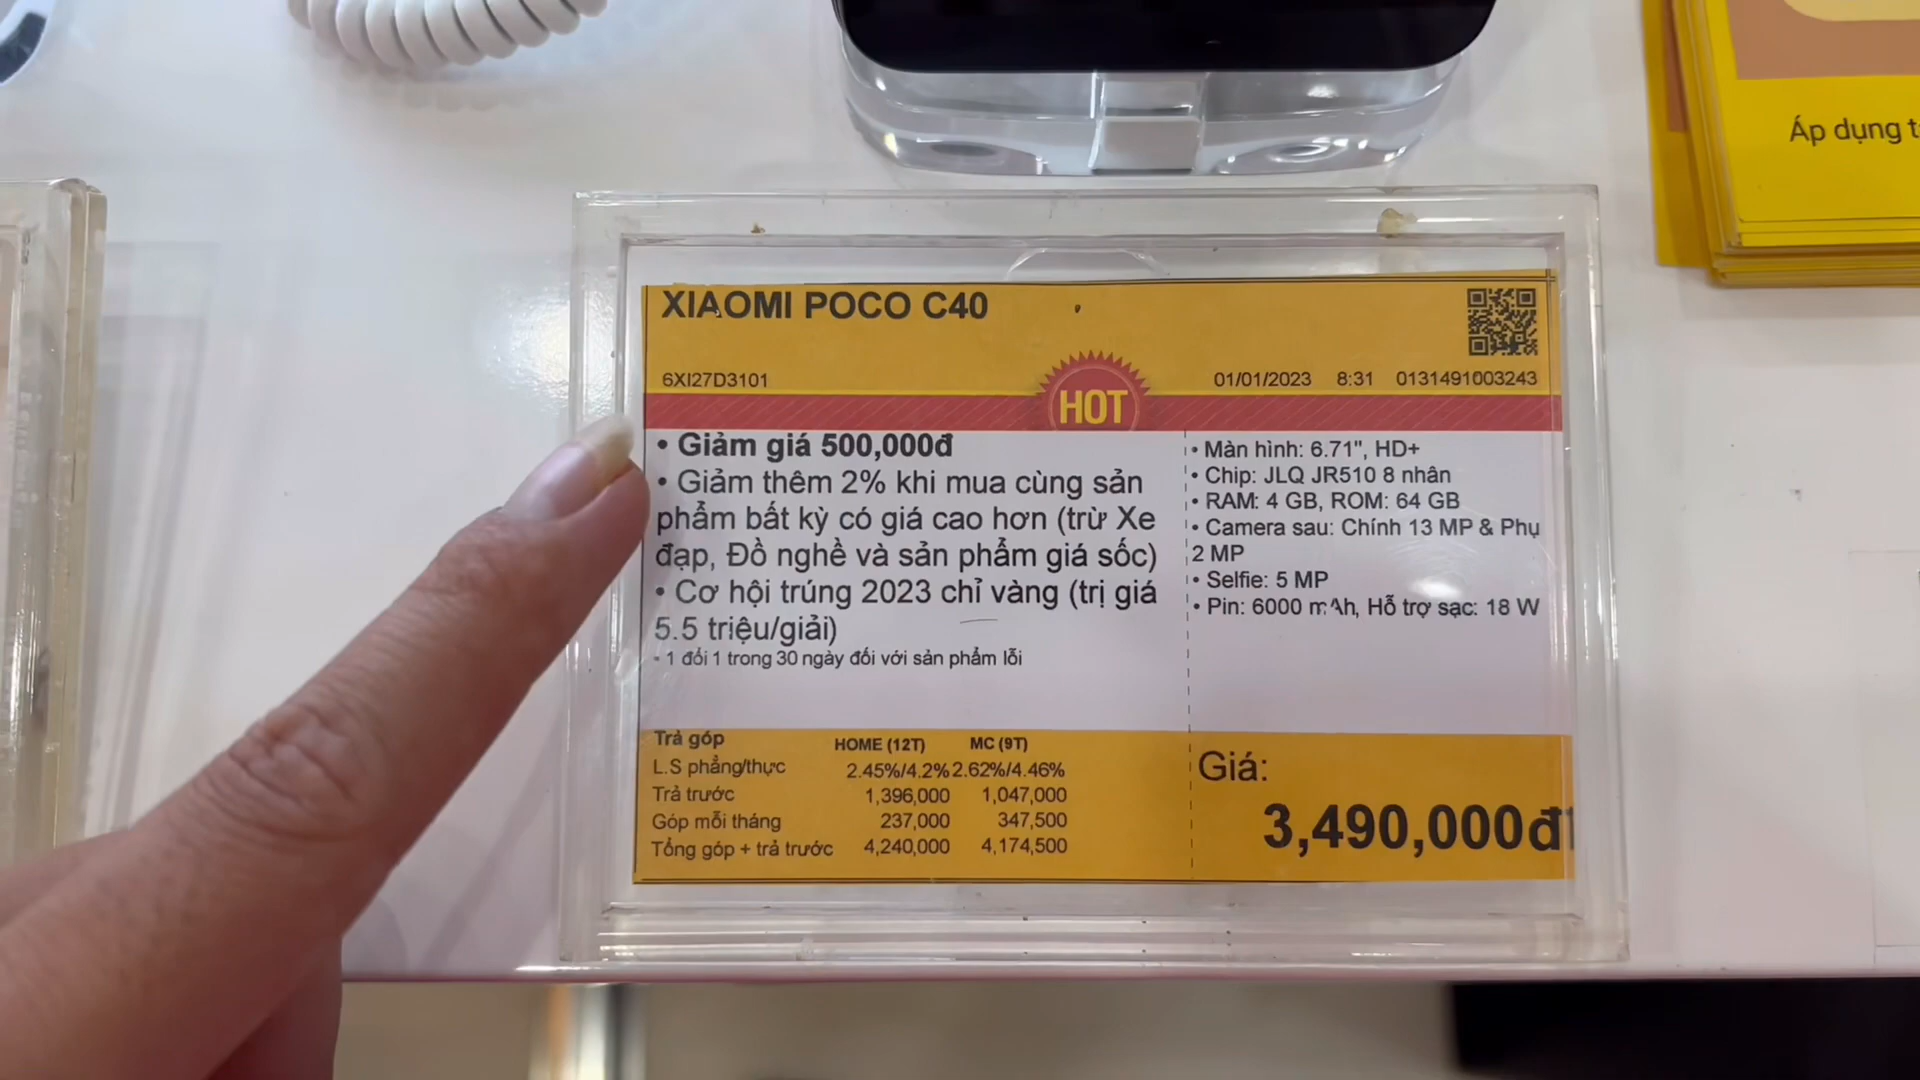 Áp dụng t
XIAOMI POCO C40
6XI27D3101
01/01/2023 8:31 0131491003243
HOT
• Giảm giá 500,000đ
• Giảm thêm 2% khi mua cùng sản
phẩm bất kỳ có giá cao hơn (trừ Xe
đạp, Đồ nghề và sản phẩm giá sốc)
• Cơ hội trúng 2023 chỉ vàng (trị giá
5.5 triệu/giải)
- 1 đổi 1 trong 30 ngày đối với sản phẩm lỗi
• Màn hình: 6.71", HD+
• Chip: JLQ JR510 8 nhân
• RAM: 4 GB, ROM: 64 GB
• Camera sau: Chính 13 MP & Phụ
2 MP
• Selfie: 5 MP
• Pin: 6000 mAh, Hỗ trợ sạc: 18 W
Trả góp HOME (12T) MC (9T)
L.S phẳng/thực 2.45%/4.2% 2.62%/4.46%
Trả trước 1,396,000 1,047,000
Góp mỗi tháng 237,000 347,500
Tổng góp + trả trước 4,240,000 4,174,500
Giá:
3,490,000đ